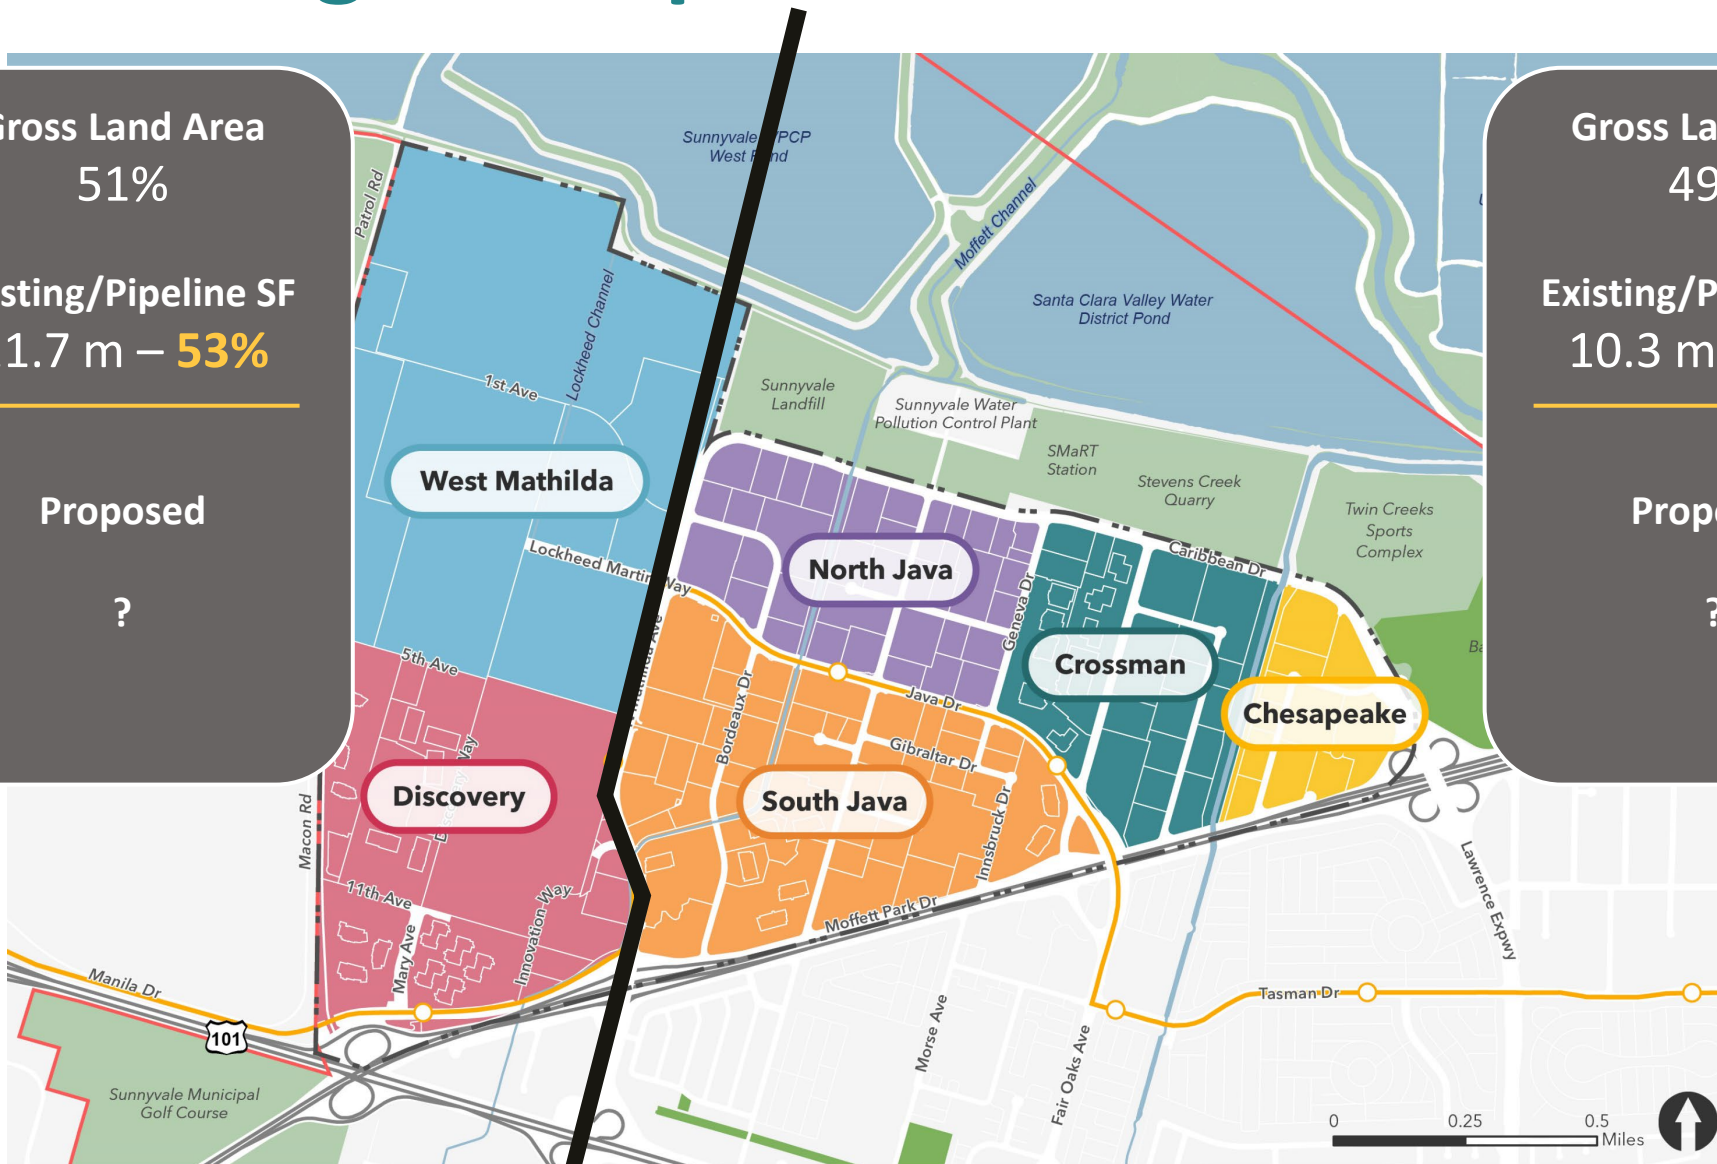 Gross Land Area
51%
Existing/Pipeline SF
1.7 m – 53%
Proposed
?
Gross La
49
Existing/P
10.3 m
Prop
?
Sunnyvale WPCP
West Pond
Moffett Channel
Santa Clara Valley Water
District Pond
Patrol Rd
Lockheed Channel
1st Ave
Sunnyvale
Landfill
Sunnyvale Water
Pollution Control Plant
SMaRT
Station
Stevens Creek
Quarry
Twin Creeks
Sports
Complex
Ba
West Mathilda
Lockheed Martin Way
North Java
Caribbean Dr
Geneva Dr
Crossman
Chesapeake
5th Ave
Mathilda Ave
Bordeaux Dr
Java Dr
Gibraltar Dr
Discovery Way
Discovery
South Java
Innsbruck Dr
Macon Rd
11th Ave
Mary Ave
Innovation Way
Moffett Park Dr
Lawrence Expwy
Manila Dr
101
Tasman Dr
Morse Ave
Fair Oaks Ave
Sunnyvale Municipal
Golf Course
0 0.25 0.5
Miles